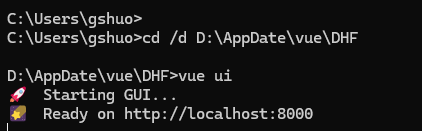 C:\Users\gshuo>
C:\Users\gshuo>cd /d D:\AppDate\vue\DHF
D:\AppDate\vue\DHF>vue ui
🚀 Starting GUI...
🌠 Ready on http://localhost:8000